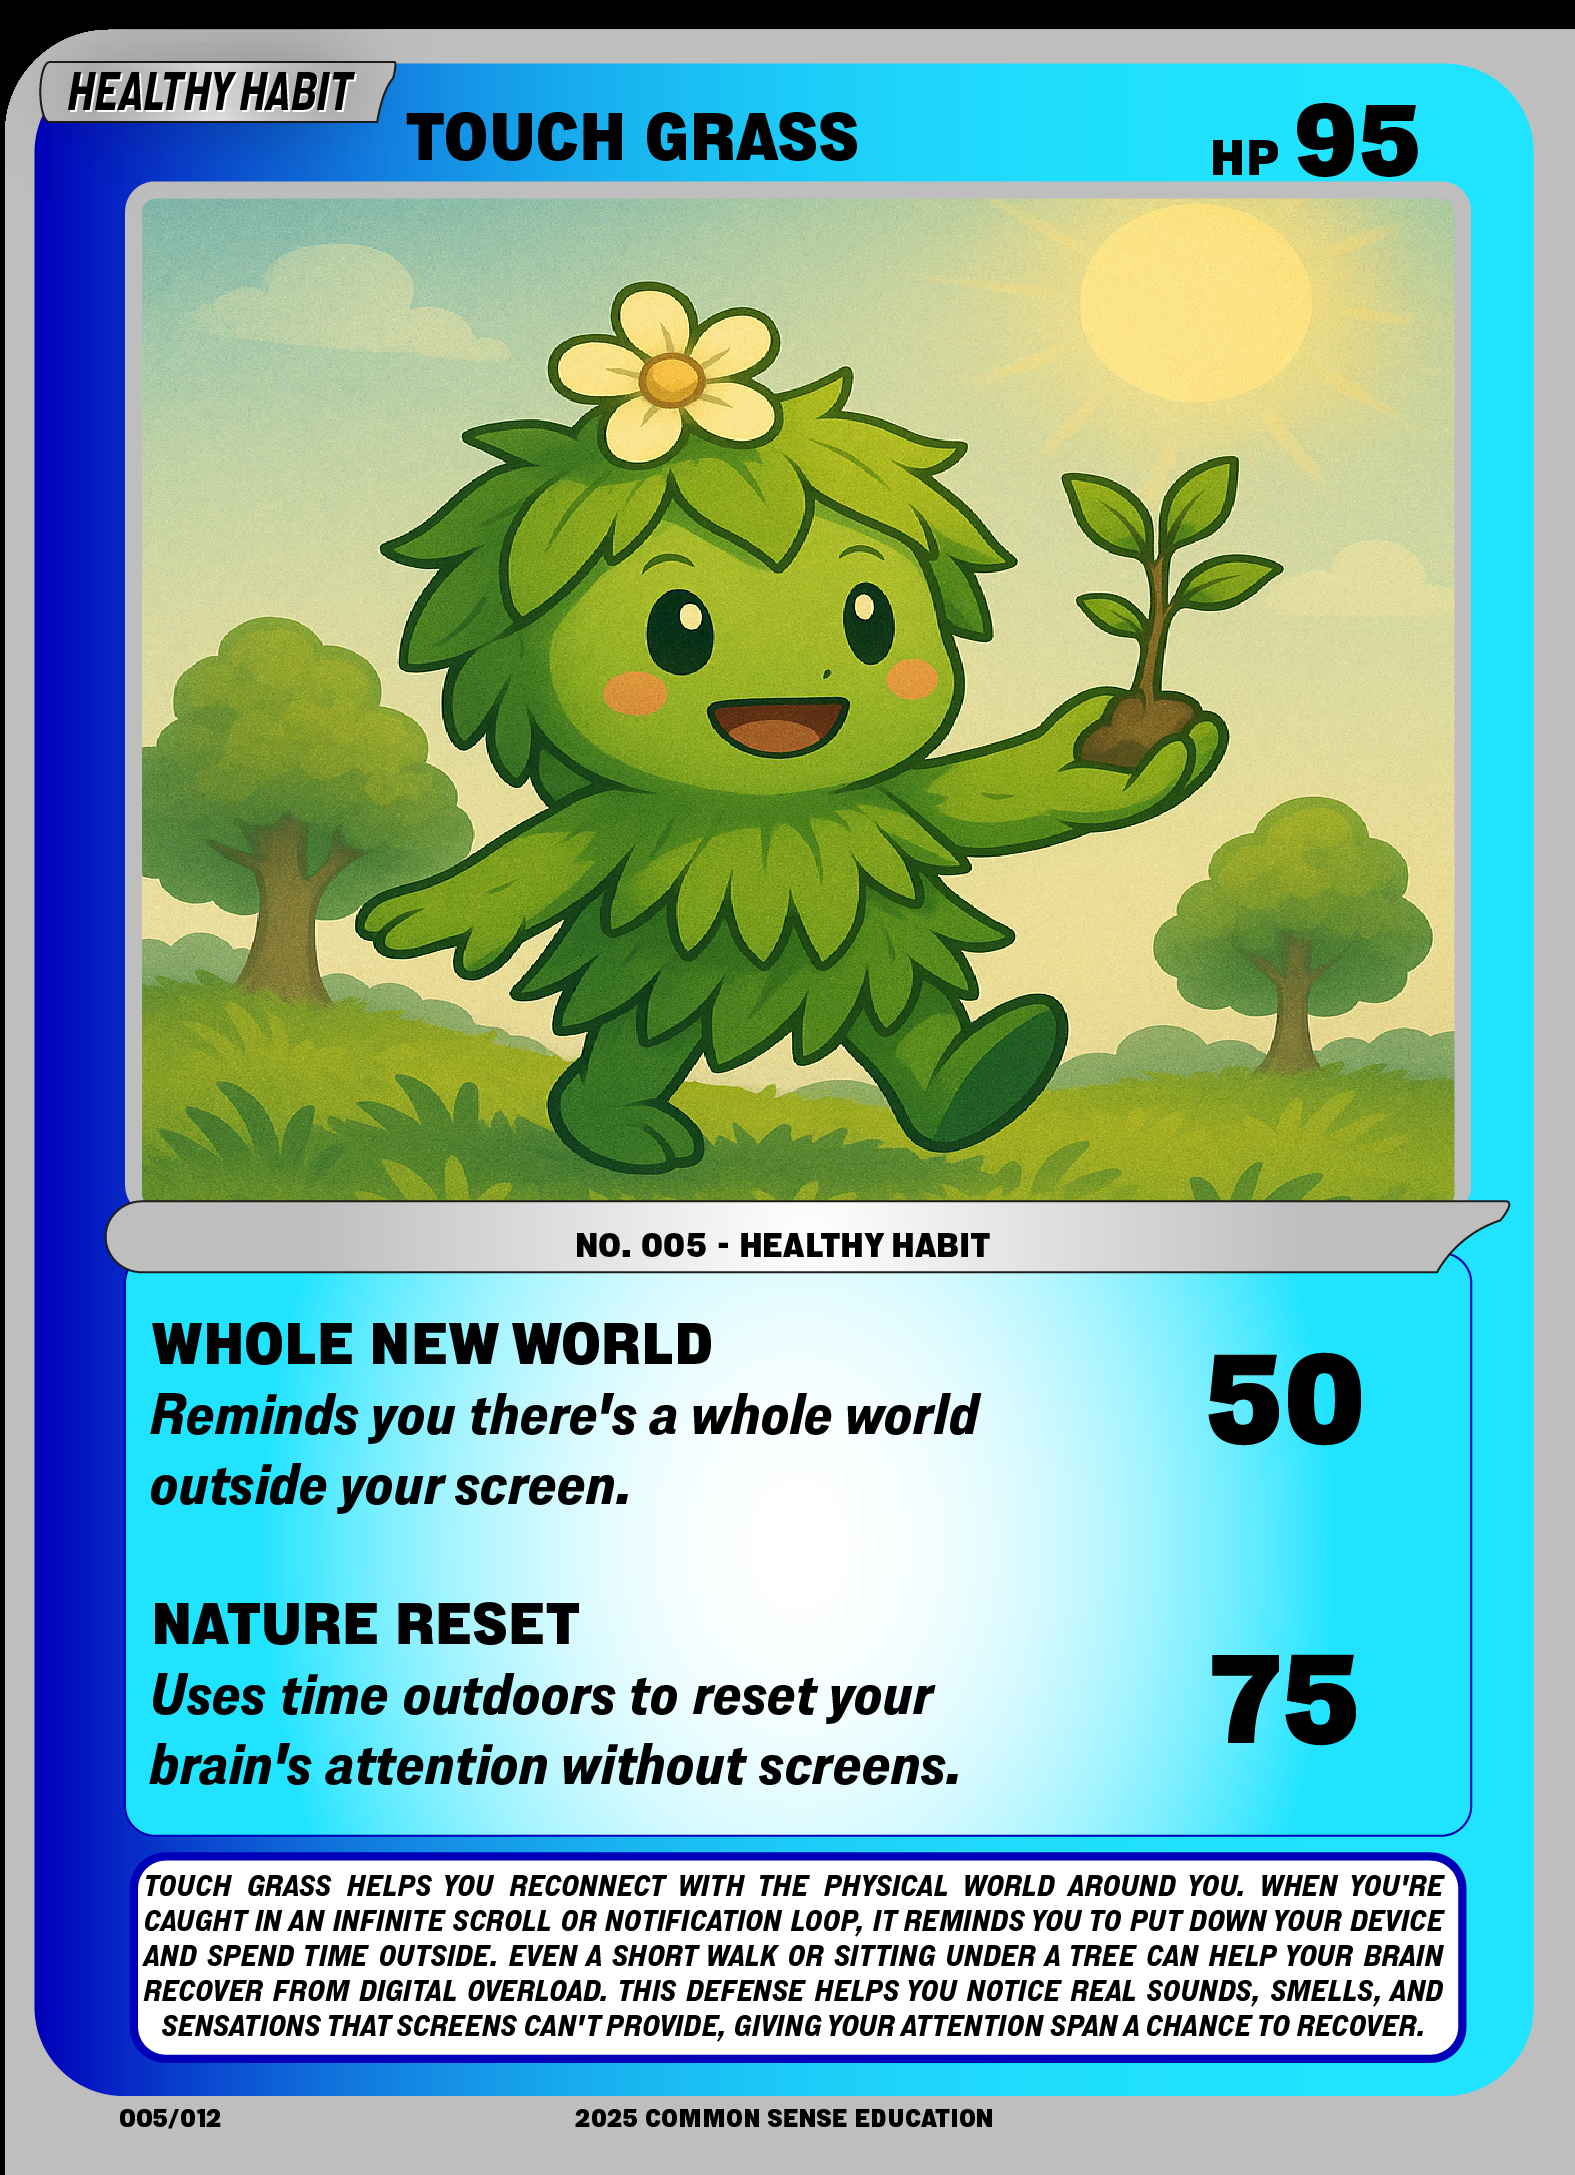 HEALTHY HABIT
TOUCH GRASS
HP 95
NO. 005 - HEALTHY HABIT
WHOLE NEW WORLD
Reminds you there's a whole world
outside your screen.
50
NATURE RESET
Uses time outdoors to reset your
brain's attention without screens.
75
TOUCH GRASS HELPS YOU RECONNECT WITH THE PHYSICAL WORLD AROUND YOU. WHEN YOU'RE
CAUGHT IN AN INFINITE SCROLL OR NOTIFICATION LOOP, IT REMINDS YOU TO PUT DOWN YOUR DEVICE
AND SPEND TIME OUTSIDE. EVEN A SHORT WALK OR SITTING UNDER A TREE CAN HELP YOUR BRAIN
RECOVER FROM DIGITAL OVERLOAD. THIS DEFENSE HELPS YOU NOTICE REAL SOUNDS, SMELLS, AND
SENSATIONS THAT SCREENS CAN'T PROVIDE, GIVING YOUR ATTENTION SPAN A CHANCE TO RECOVER.
005/012
2025 COMMON SENSE EDUCATION